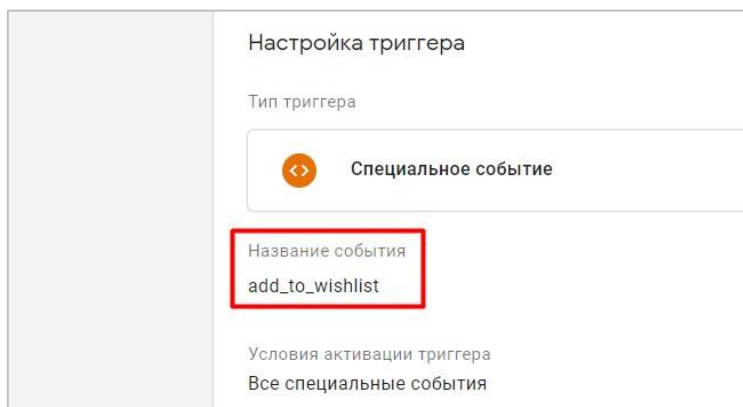 Настройка триггера
Тип триггера
Специальное событие
Название события
add_to_wishlist
Условия активации триггера
Все специальные события